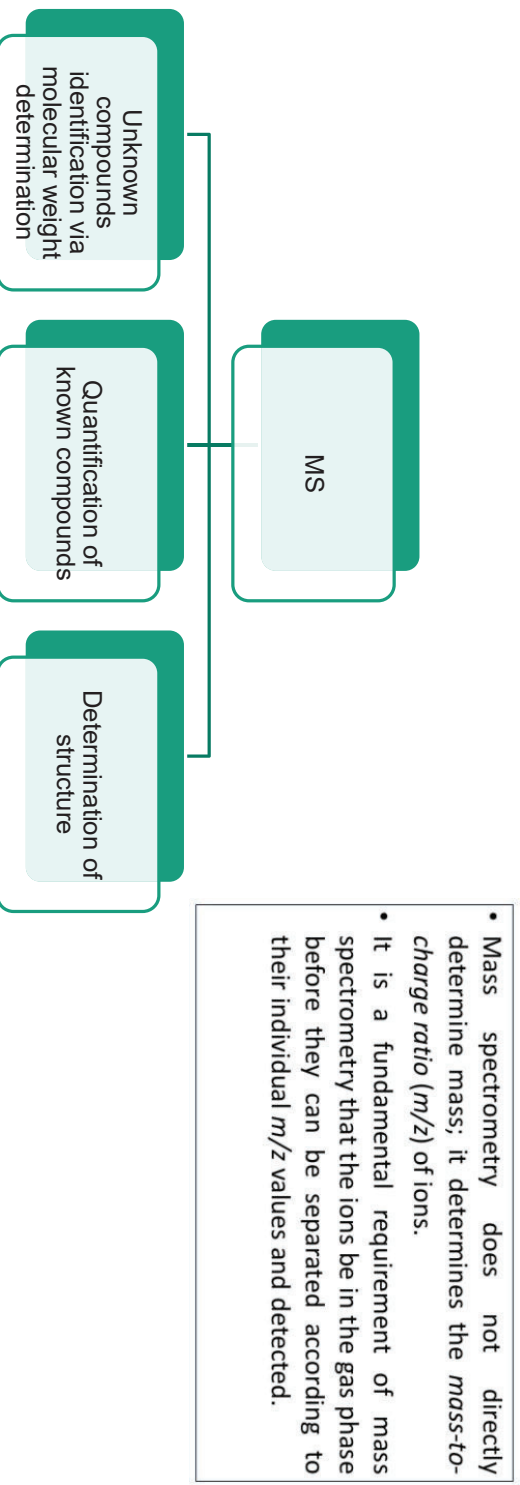 MS
Unknown
compounds
identification via
molecular weight
determination
Quantification of
known compounds
Determination of
structure
• Mass spectrometry does not directly
determine mass; it determines the mass-to-
charge ratio (m/z) of ions.
• It is a fundamental requirement of mass
spectrometry that the ions be in the gas phase
before they can be separated according to
their individual m/z values and detected.